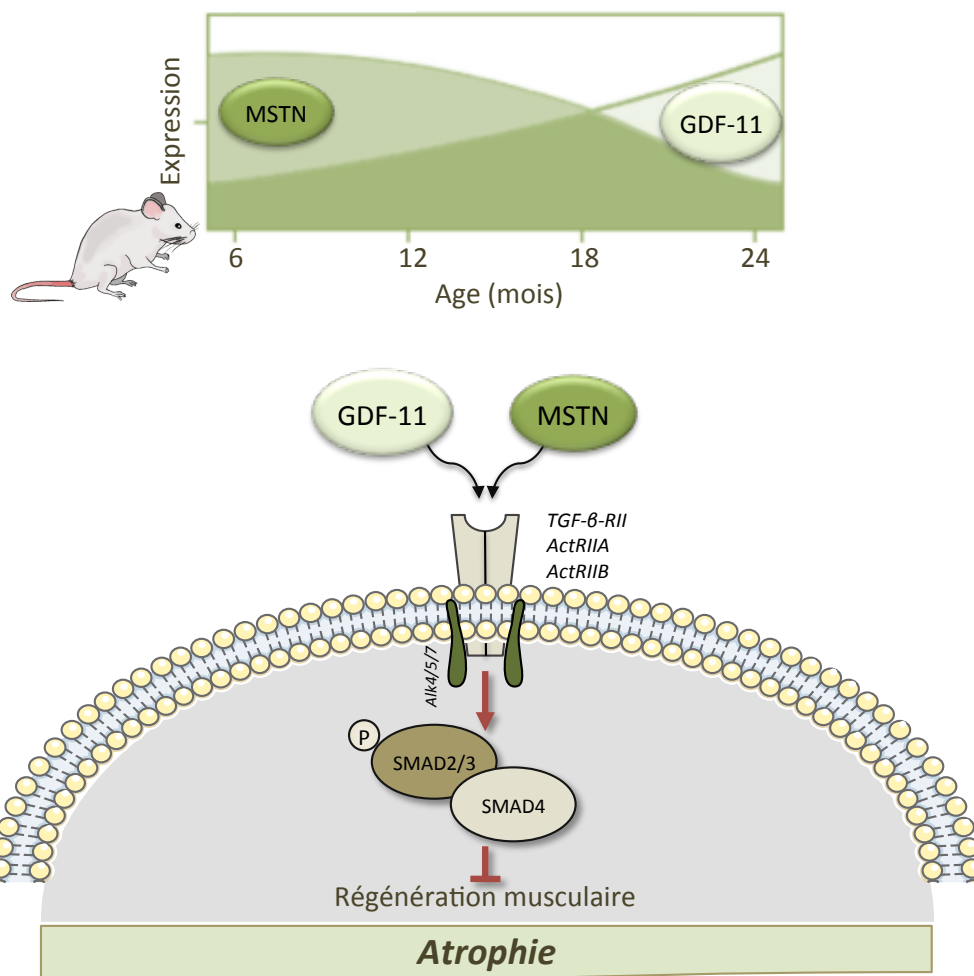 Expression
MSTN
GDF-11
6
12
18
24
Age (mois)
GDF-11
MSTN
TGF-β-RII
ActRIIA
ActRIIB
Alk4/5/7
P
SMAD2/3
SMAD4
Régénération musculaire
Atrophie